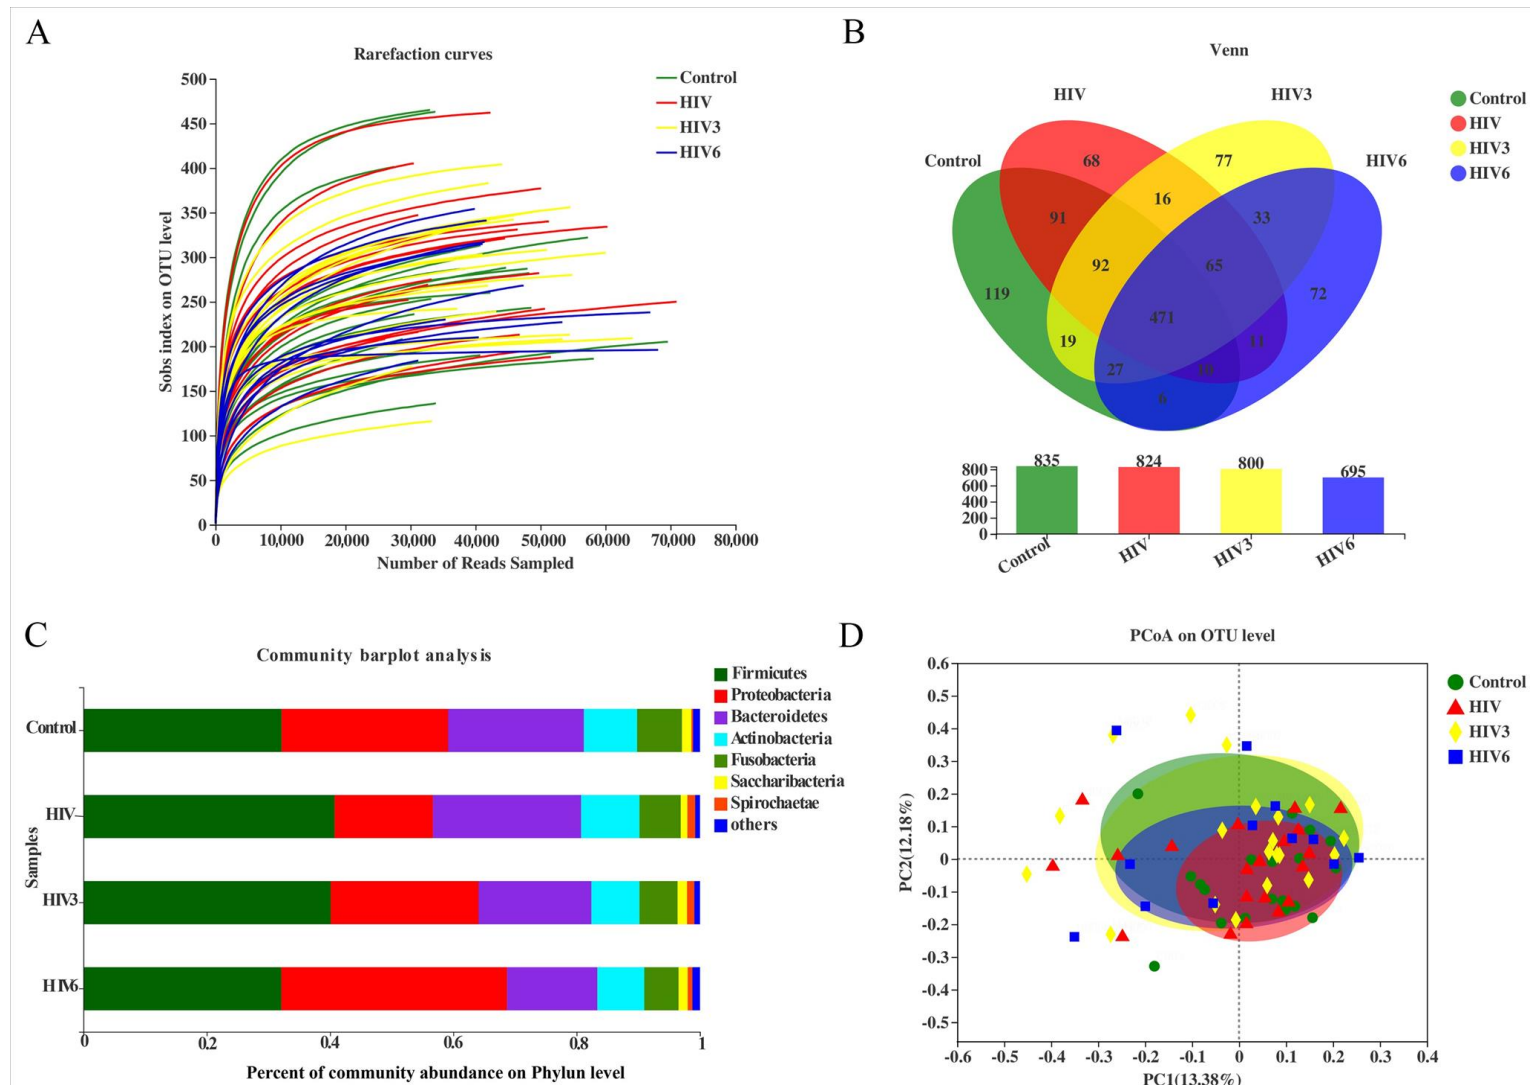 A
Rarefaction curves
Control
HIV
HIV3
HIV6
Sobs index on OTU level
500
450
400
350
300
250
200
150
100
50
0
0 10,000 20,000 30,000 40,000 50,000 60,000 70,000 80,000
Number of Reads Sampled
B
Venn
HIV HIV3
Control HIV6
Control
HIV
HIV3
HIV6
68 77
91 16 33
119 92 65 72
471
19 11
27
6
835 824 800 695
800
600
400
200
0
Control HIV HIV3 HIV6
C
Community barplot analysis
Firmicutes
Proteobacteria
Bacteroidetes
Actinobacteria
Fusobacteria
Saccharibacteria
Spirochaetae
others
Samples
Control
HIV
HIV3
HIV6
0 0.2 0.4 0.6 0.8 1
Percent of community abundance on Phylun level
D
PCoA on OTU level
Control
HIV
HIV3
HIV6
PC2(12.18%)
0.6
0.5
0.4
0.3
0.2
0.1
0
-0.1
-0.2
-0.3
-0.4
-0.5
-0.6 -0.5 -0.4 -0.3 -0.2 -0.1 0 0.1 0.2 0.3 0.4
PC1(13.38%)